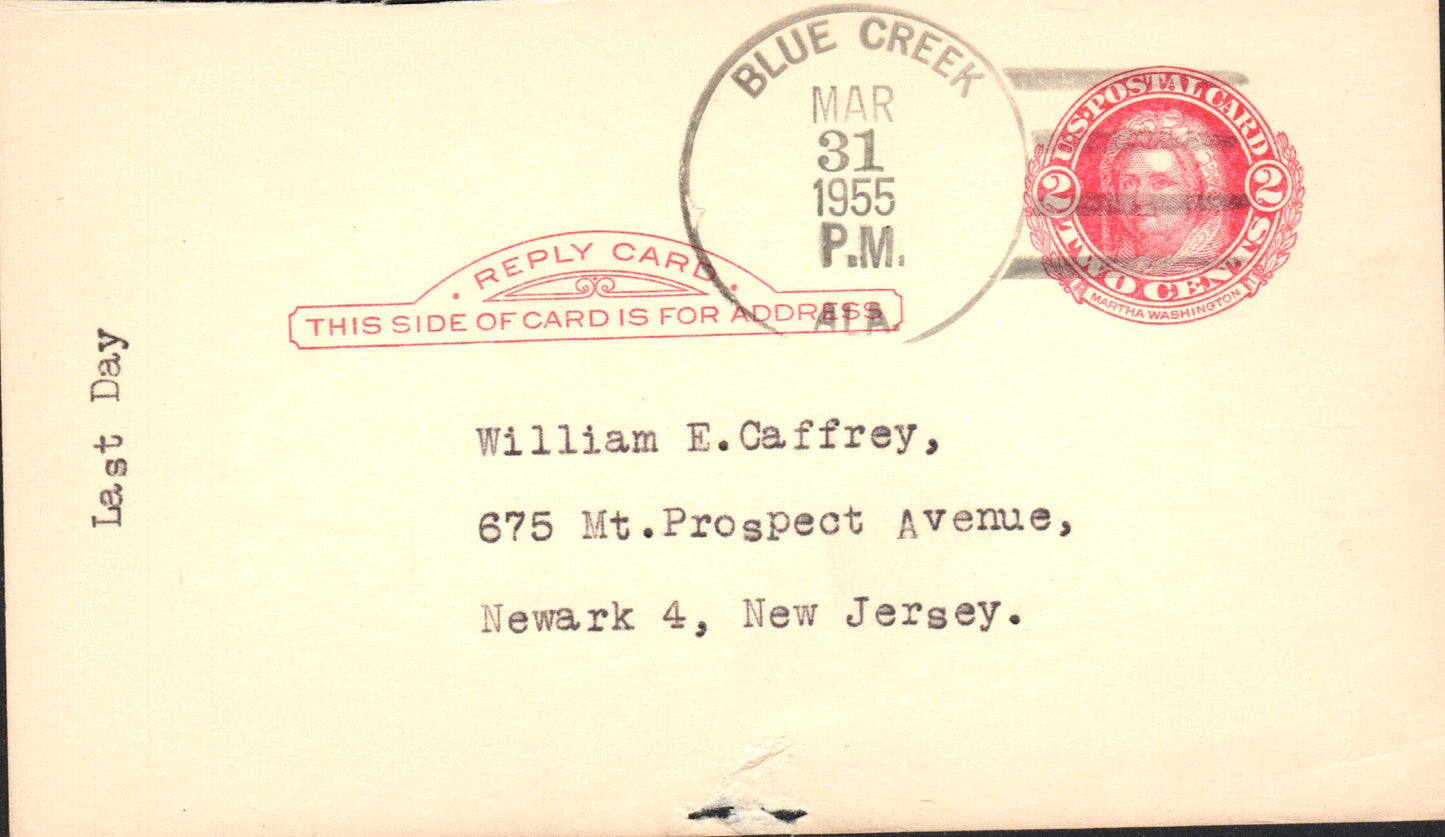 BLUE CREEK
MAR
31
1955
P.M.
ALA.
U.S. POSTAL CARD
2 2
TWO CENTS
MARTHA WASHINGTON
· REPLY CARD ·
THIS SIDE OF CARD IS FOR ADDRESS
Last Day
William E.Caffrey,
675 Mt.Prospect Avenue,
Newark 4, New Jersey.